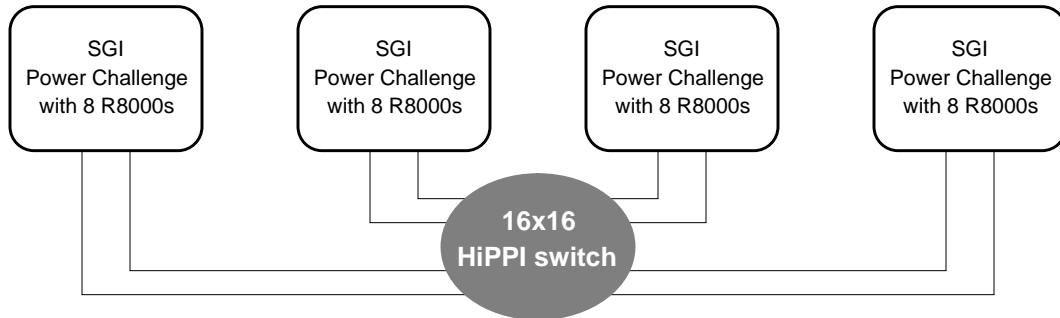 SGI
Power Challenge
with 8 R8000s
SGI
Power Challenge
with 8 R8000s
SGI
Power Challenge
with 8 R8000s
SGI
Power Challenge
with 8 R8000s
16x16
HiPPI switch